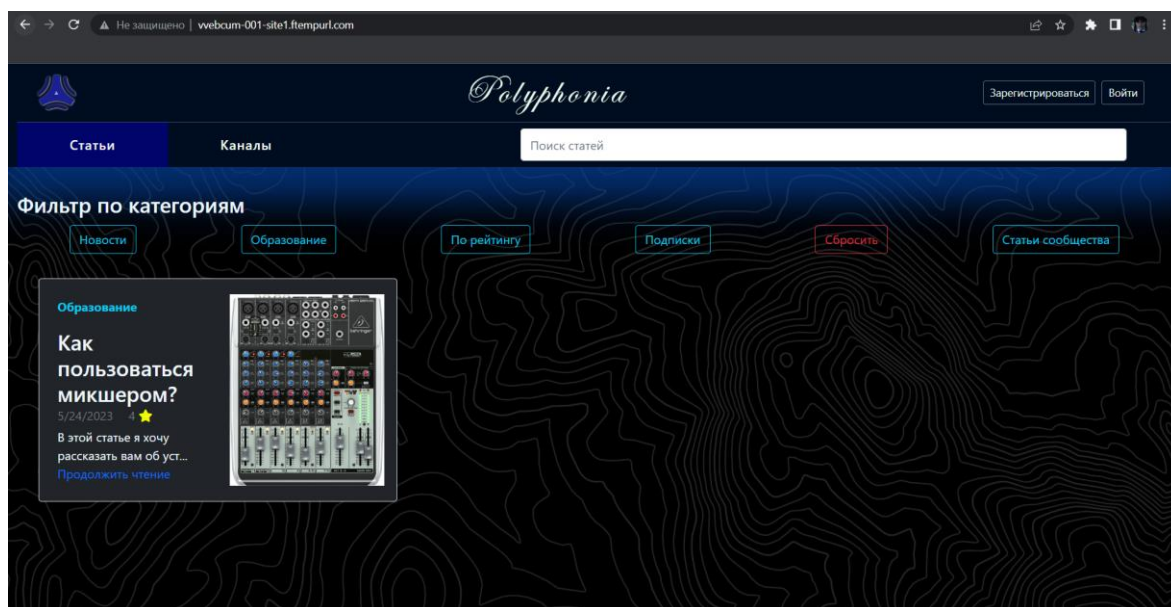 Не защищено | vvebcum-001-site1.ftempurl.com
Polyphonia
Зарегистрироваться Войти
Статьи Каналы Поиск статей
Фильтр по категориям
Новости Образование По рейтингу Подписки Сбросить Статьи сообщества
Образование
Как
пользоваться
микшером?
5/24/2023 4
В этой статье я хочу
рассказать вам об уст...
Продолжить чтение
behringer